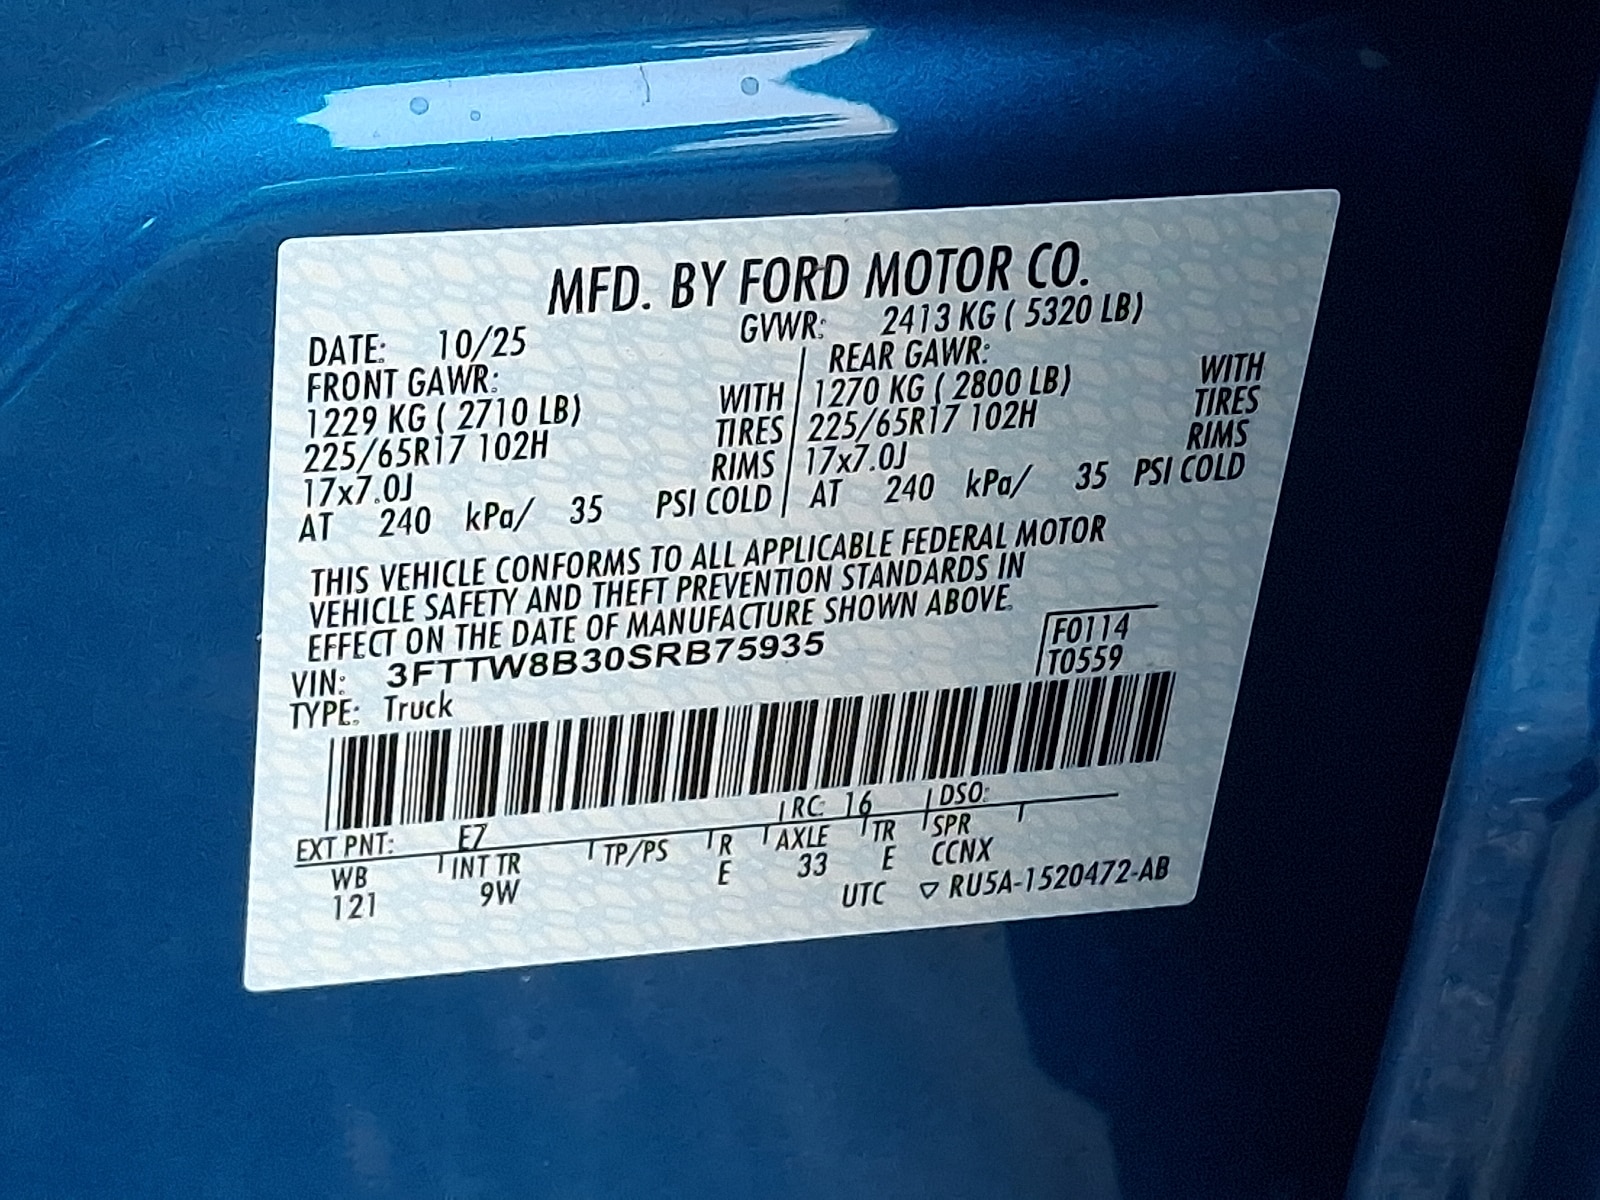 MFD. BY FORD MOTOR CO.
DATE: 10/25 GVWR: 2413 KG ( 5320 LB)
FRONT GAWR: REAR GAWR:
1229 KG ( 2710 LB) WITH 1270 KG ( 2800 LB) WITH
225/65R17 102H TIRES 225/65R17 102H TIRES
17x7.0J RIMS 17x7.0J RIMS
AT 240 kPa/ 35 PSI COLD AT 240 kPa/ 35 PSI COLD
THIS VEHICLE CONFORMS TO ALL APPLICABLE FEDERAL MOTOR
VEHICLE SAFETY AND THEFT PREVENTION STANDARDS IN
EFFECT ON THE DATE OF MANUFACTURE SHOWN ABOVE.
VIN: 3FTTW8B30SRB75935 F0114
TYPE: Truck T0559
EXT PNT: E7 RC: 16 DSO:
WB INT TR TP/PS R AXLE TR SPR
121 9W E 33 E CCNX
UTC ▽ RU5A-1520472-AB